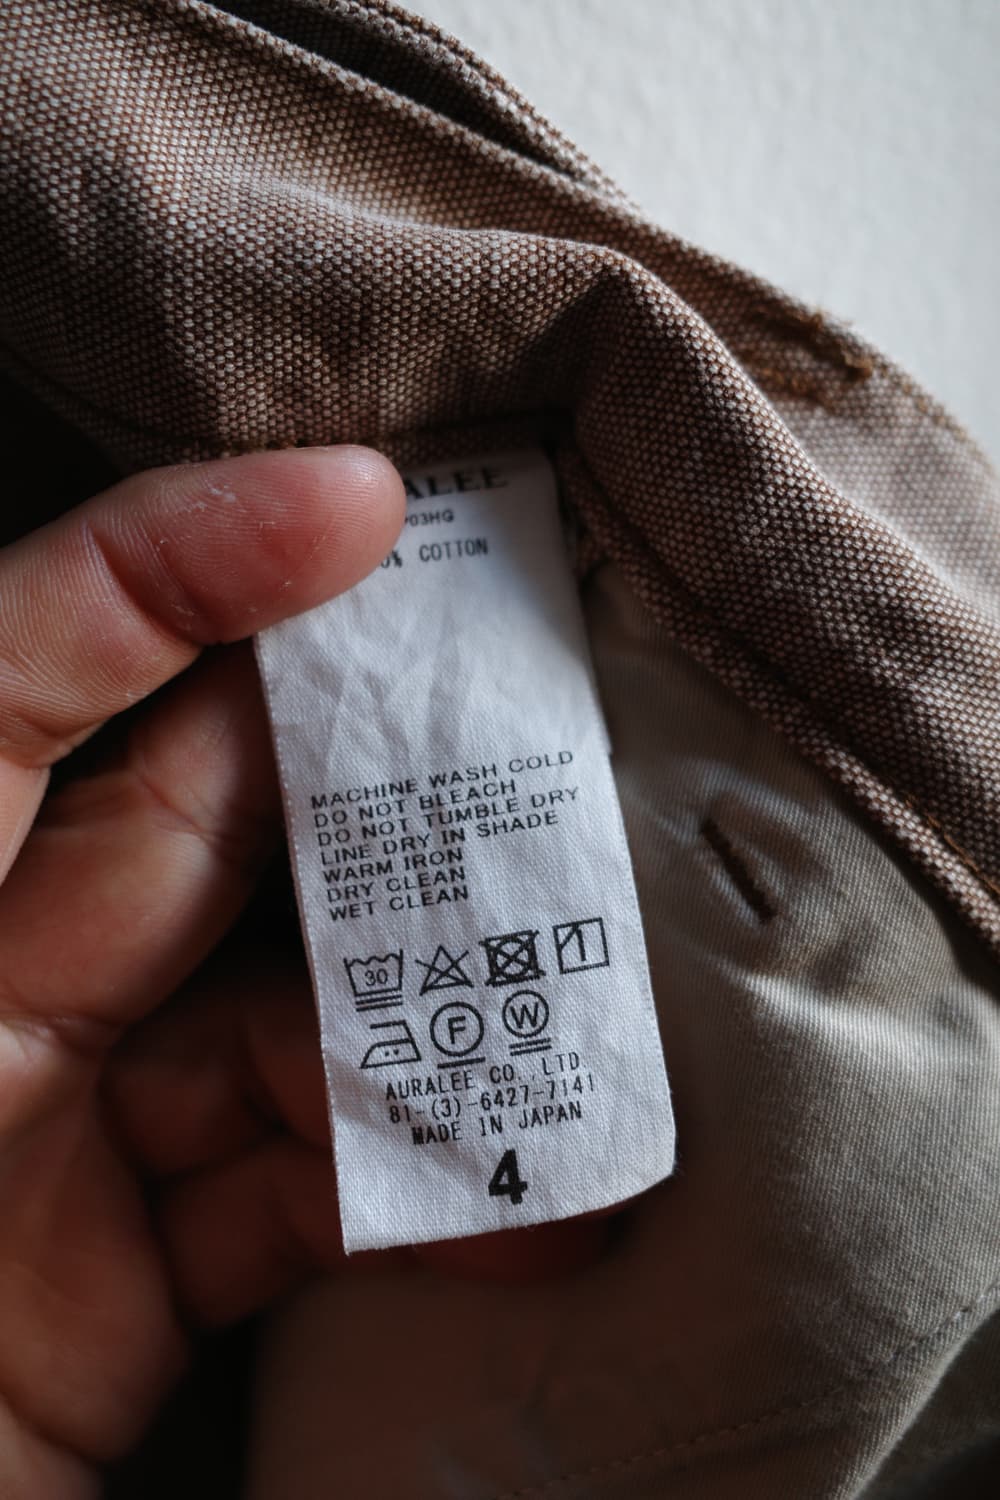 ALEE
03HG
% COTTON
MACHINE WASH COLD
DO NOT BLEACH
DO NOT TUMBLE DRY
LINE DRY IN SHADE
WARM IRON
DRY CLEAN
WET CLEAN
30
F W
AURALEE CO., LTD
81-(3)-6427-7141
MADE IN JAPAN
4